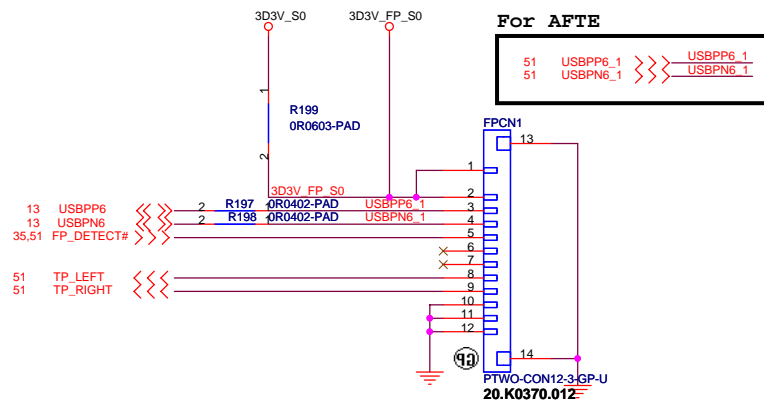 3D3V_S0
3D3V_FP_S0
For AFTE
51 USBPP6_1 USBPP6_1
51 USBPN6_1 USBPN6_1
1
R199
0R0603-PAD
2
FPCN1
13
1
3D3V_FP_S0
2
13 USBPP6 2 R197 0R0402-PAD 1 USBPP6_1 3
13 USBPN6 2 R198 0R0402-PAD 1 USBPN6_1 4
35,51 FP_DETECT# 5
6
7
51 TP_LEFT 8
51 TP_RIGHT 9
10
11
12
GP
14
PTWO-CON12-3-GP-U
20.K0370.012